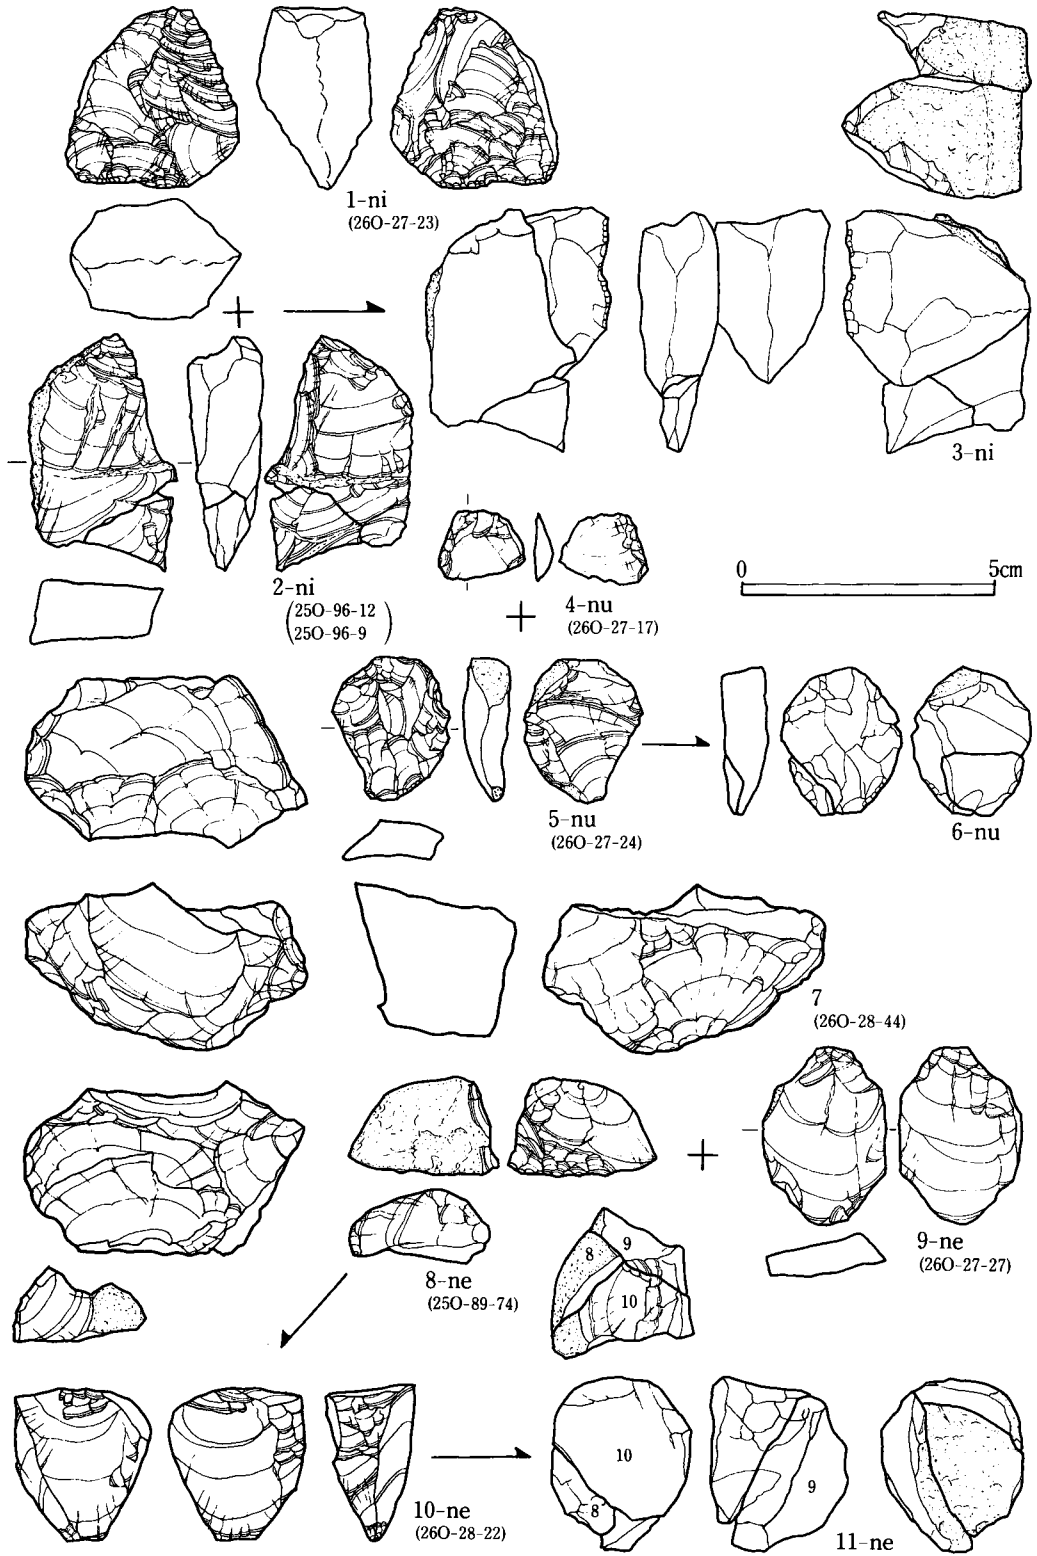 1-ni
(26O-27-23)
3-ni
2-ni
(25O-96-12
25O-96-9)
0 5cm
4-nu
(26O-27-17)
5-nu
(26O-27-24)
6-nu
7
(26O-28-44)
8-ne
(25O-89-74)
9-ne
(26O-27-27)
8 9
10
10-ne
(26O-28-22)
10
8
9
11-ne